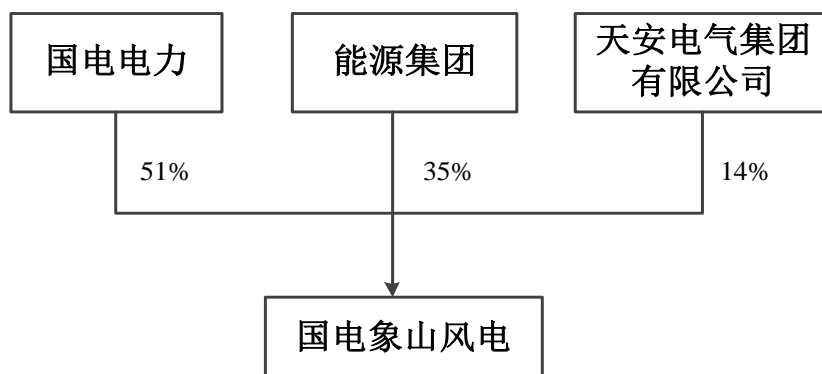 国电电力
能源集团
天安电气集团
有限公司
51%
35%
14%
国电象山风电